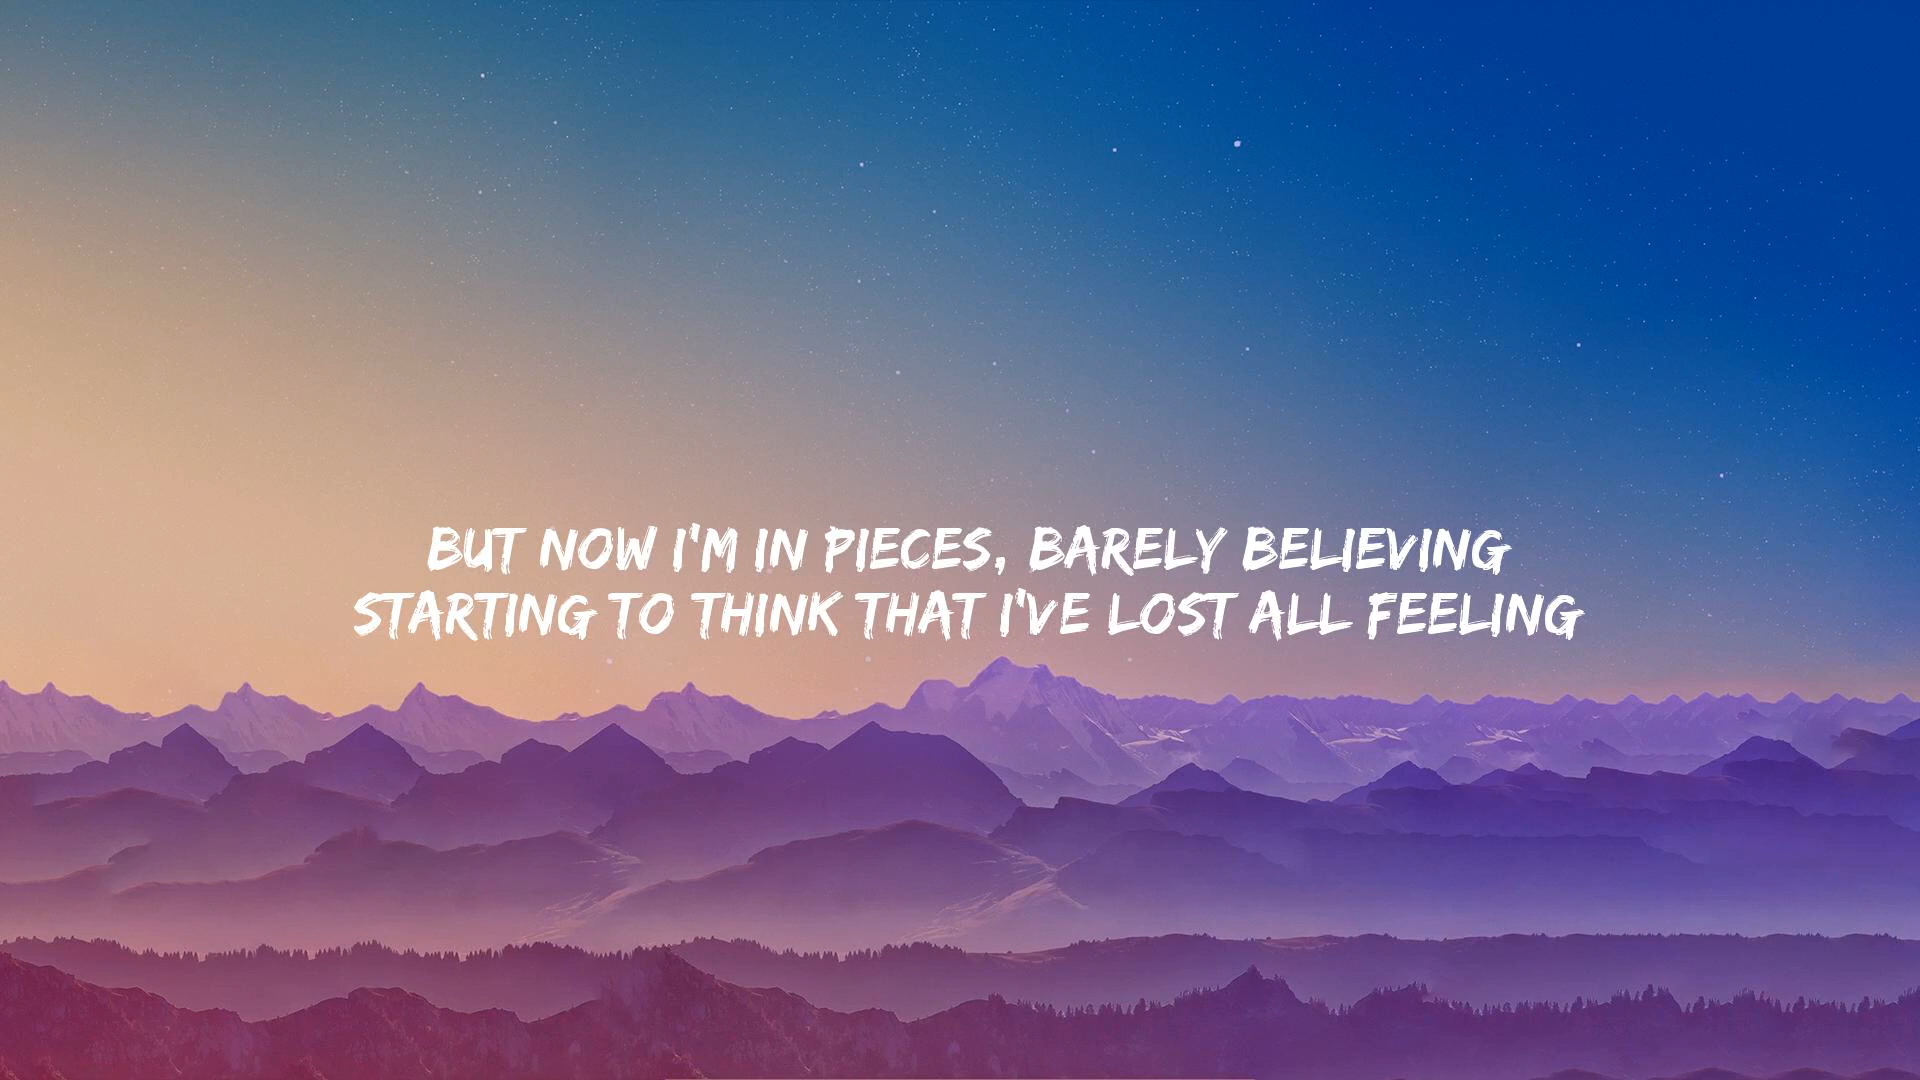 BUT NOW I'M IN PIECES, BARELY BELIEVING
STARTING TO THINK THAT I'VE LOST ALL FEELING